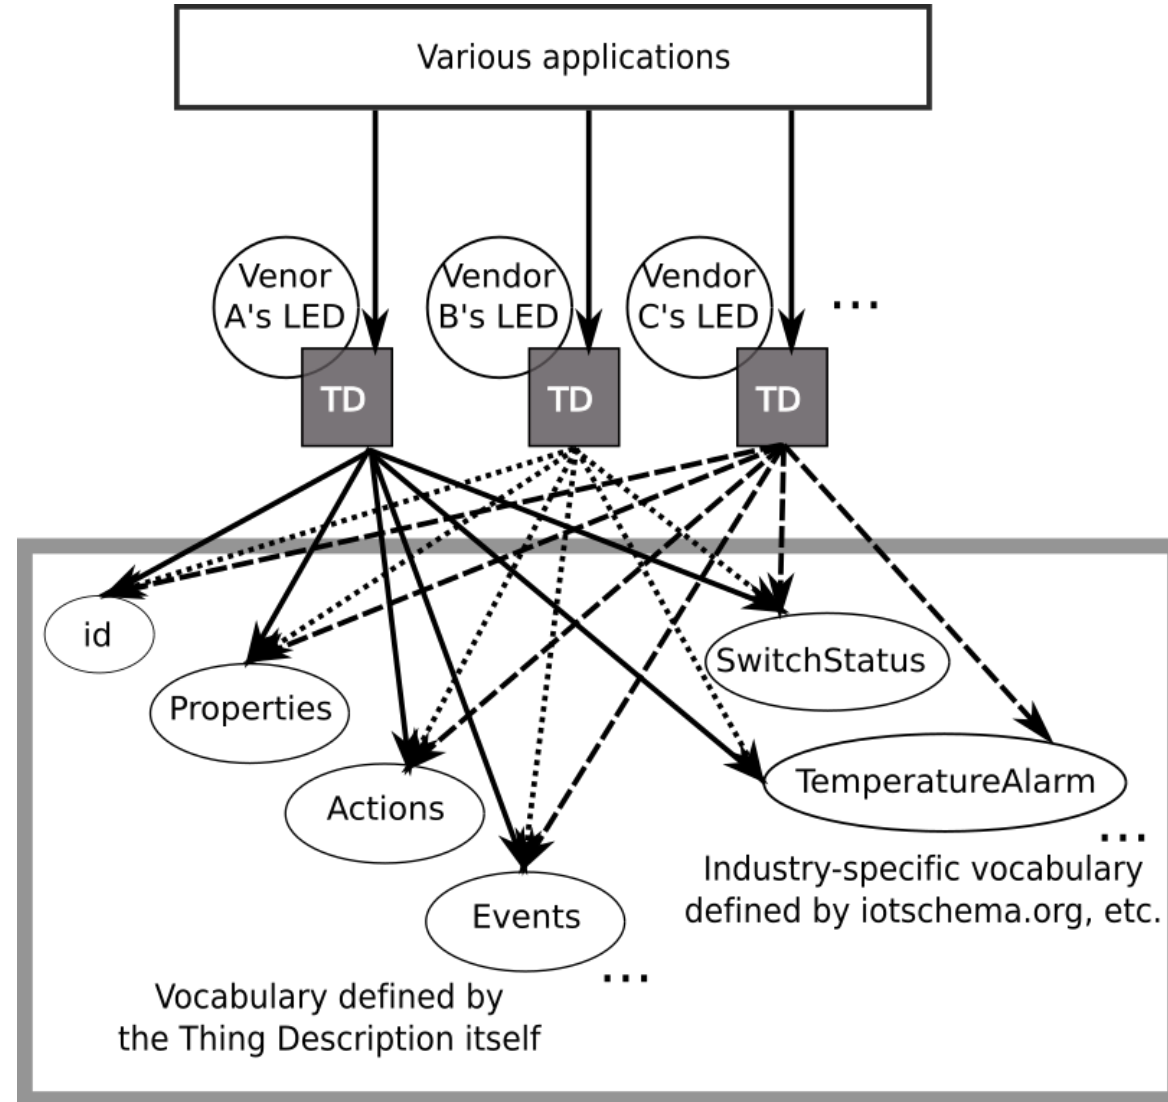 Various applications
Venor
A's LED
Vendor
B's LED
Vendor
C's LED
...
TD
TD
TD
id
Properties
Actions
Events
...
SwitchStatus
TemperatureAlarm
...
Industry-specific vocabulary
defined by iotschema.org, etc.
Vocabulary defined by
the Thing Description itself